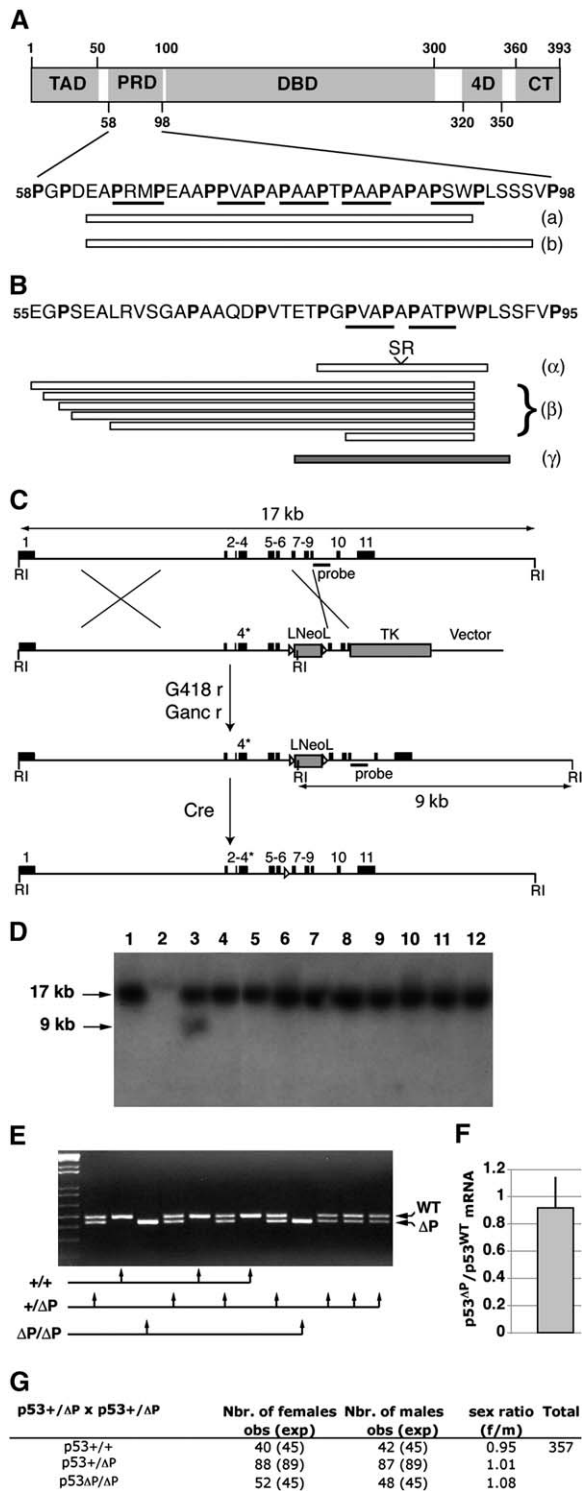 A
1 50 100 300 360 393
TAD PRD DBD 4D CT
58 98 320 350
58PGPDEAPRMPEAAPPVAPAPAAPTPAAPAPAPSWPLSSSVP98
(a)
(b)
B
55EGPSEALRVSGAPAAQDPVTETPGPVAPAPATPWPLSSFVP95
SR
(α)
(β)
(γ)
C
17 kb
1 2-4 5-6 7-9 10 11
RI probe RI
4* LNeoL TK Vector
RI RI
G418 r
Ganc r
4* LNeoL
RI RI probe RI
9 kb
Cre
1 2-4* 5-6 7-9 10 11
RI RI
D
1 2 3 4 5 6 7 8 9 10 11 12
17 kb
9 kb
E
WT
ΔP
+/+
+/ΔP
ΔP/ΔP
F
p53ΔP/p53WT mRNA
1.2
1
0.8
0.6
0.4
0.2
0
G
p53+/ΔP x p53+/ΔP Nbr. of females Nbr. of males sex ratio Total
obs (exp) obs (exp) (f/m)
p53+/+ 40 (45) 42 (45) 0.95 357
p53+/ΔP 88 (89) 87 (89) 1.01
p53ΔP/ΔP 52 (45) 48 (45) 1.08